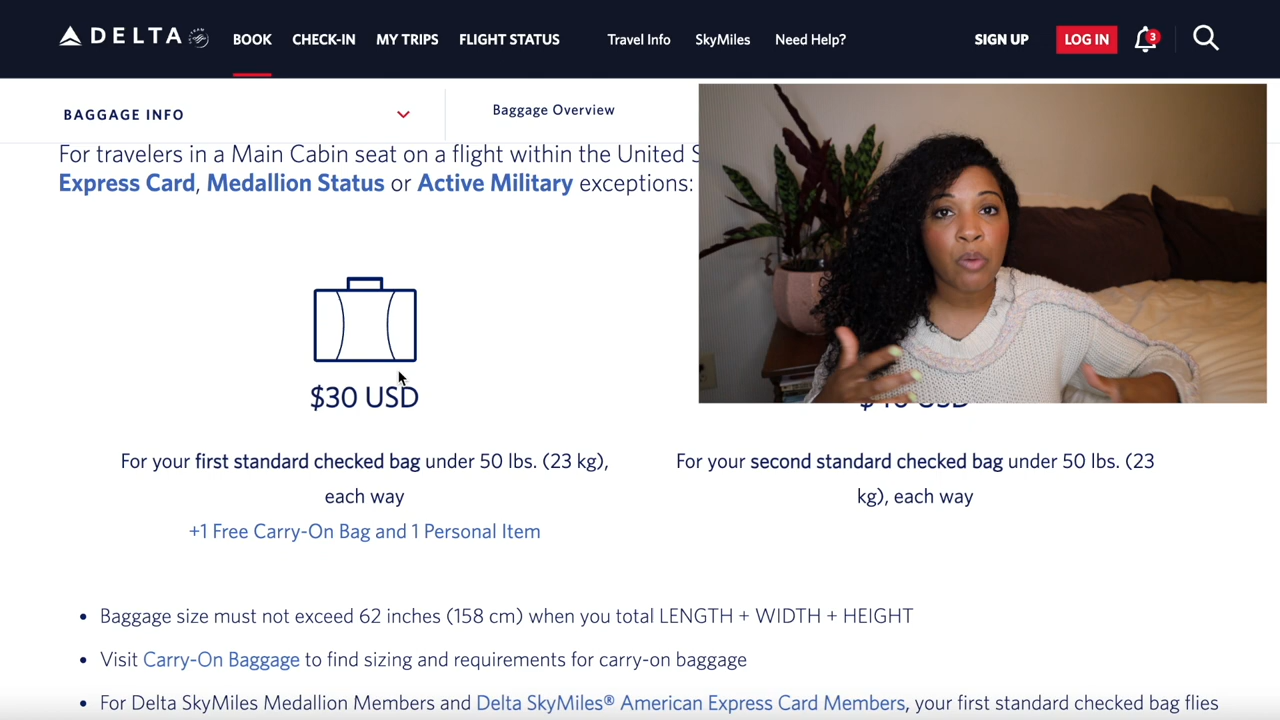 DELTA
BOOK
CHECK-IN
MY TRIPS
FLIGHT STATUS
Travel Info
SkyMiles
Need Help?
SIGN UP
LOG IN
3
BAGGAGE INFO
Baggage Overview
For travelers in a Main Cabin seat on a flight within the United
Express Card, Medallion Status or Active Military exceptions:
$30 USD
For your first standard checked bag under 50 lbs. (23 kg),
each way
+1 Free Carry-On Bag and 1 Personal Item
For your second standard checked bag under 50 lbs. (23
kg), each way
• Baggage size must not exceed 62 inches (158 cm) when you total LENGTH + WIDTH + HEIGHT
• Visit Carry-On Baggage to find sizing and requirements for carry-on baggage
• For Delta SkyMiles Medallion Members and Delta SkyMiles® American Express Card Members, your first standard checked bag flies